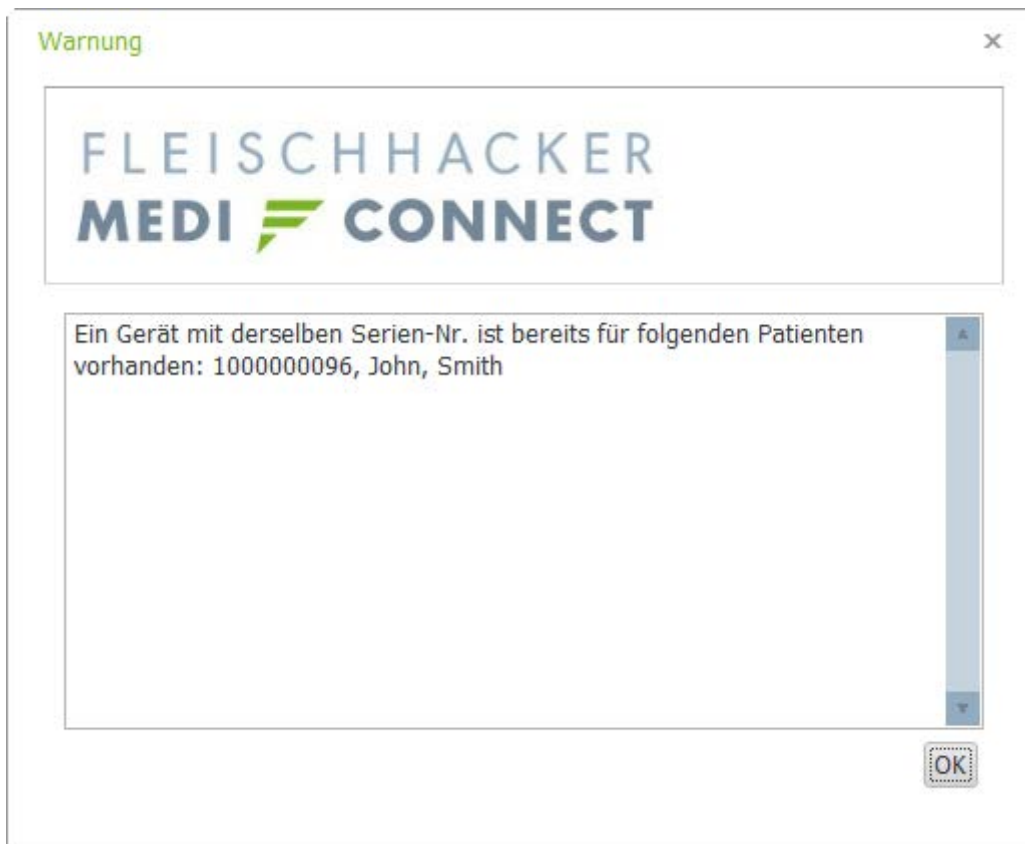 Warnung
FLEISCHHACKER
MEDI CONNECT
Ein Gerät mit derselben Serien-Nr. ist bereits für folgenden Patienten
vorhanden: 1000000096, John, Smith
OK